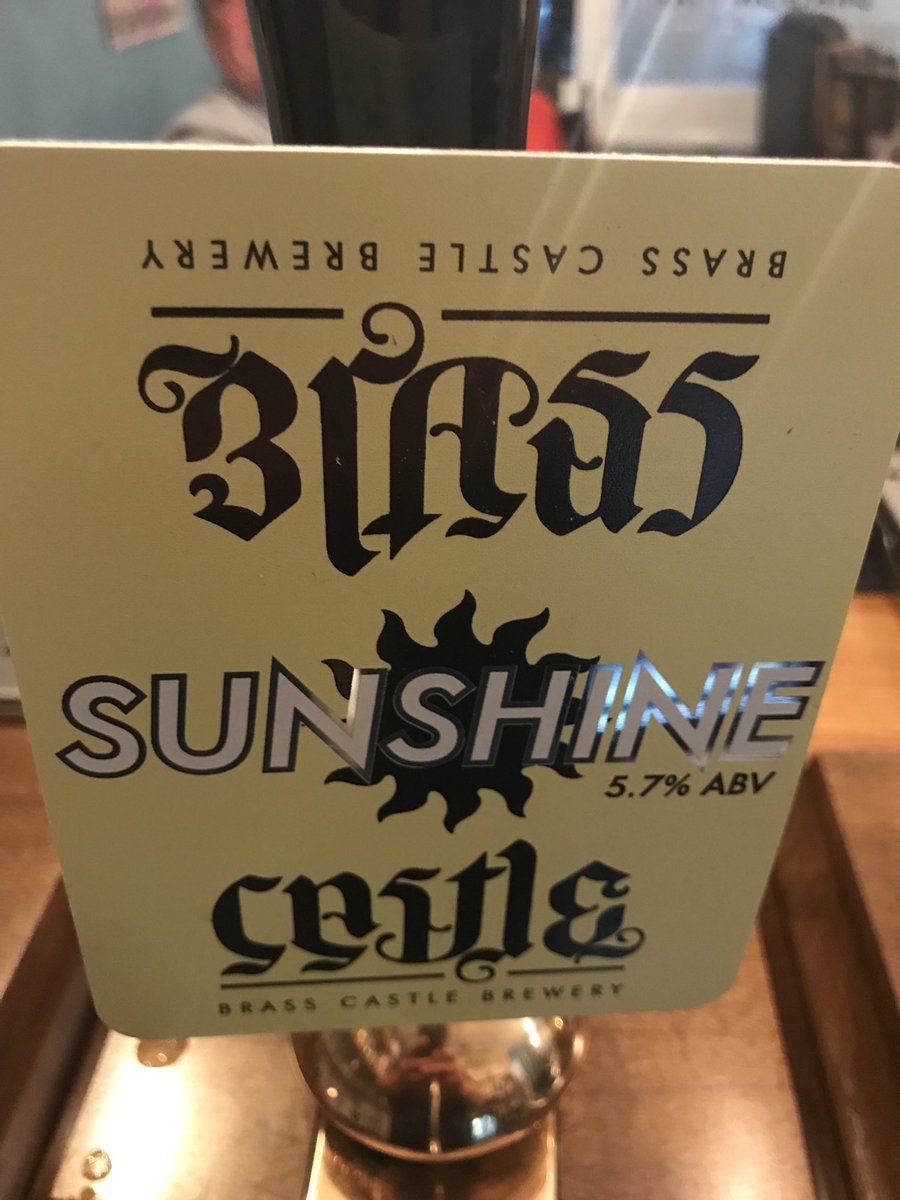 BRASS CASTLE BREWERY
BRASS
SUNSHINE
5.7% ABV
CASTLE
BRASS CASTLE BREWERY